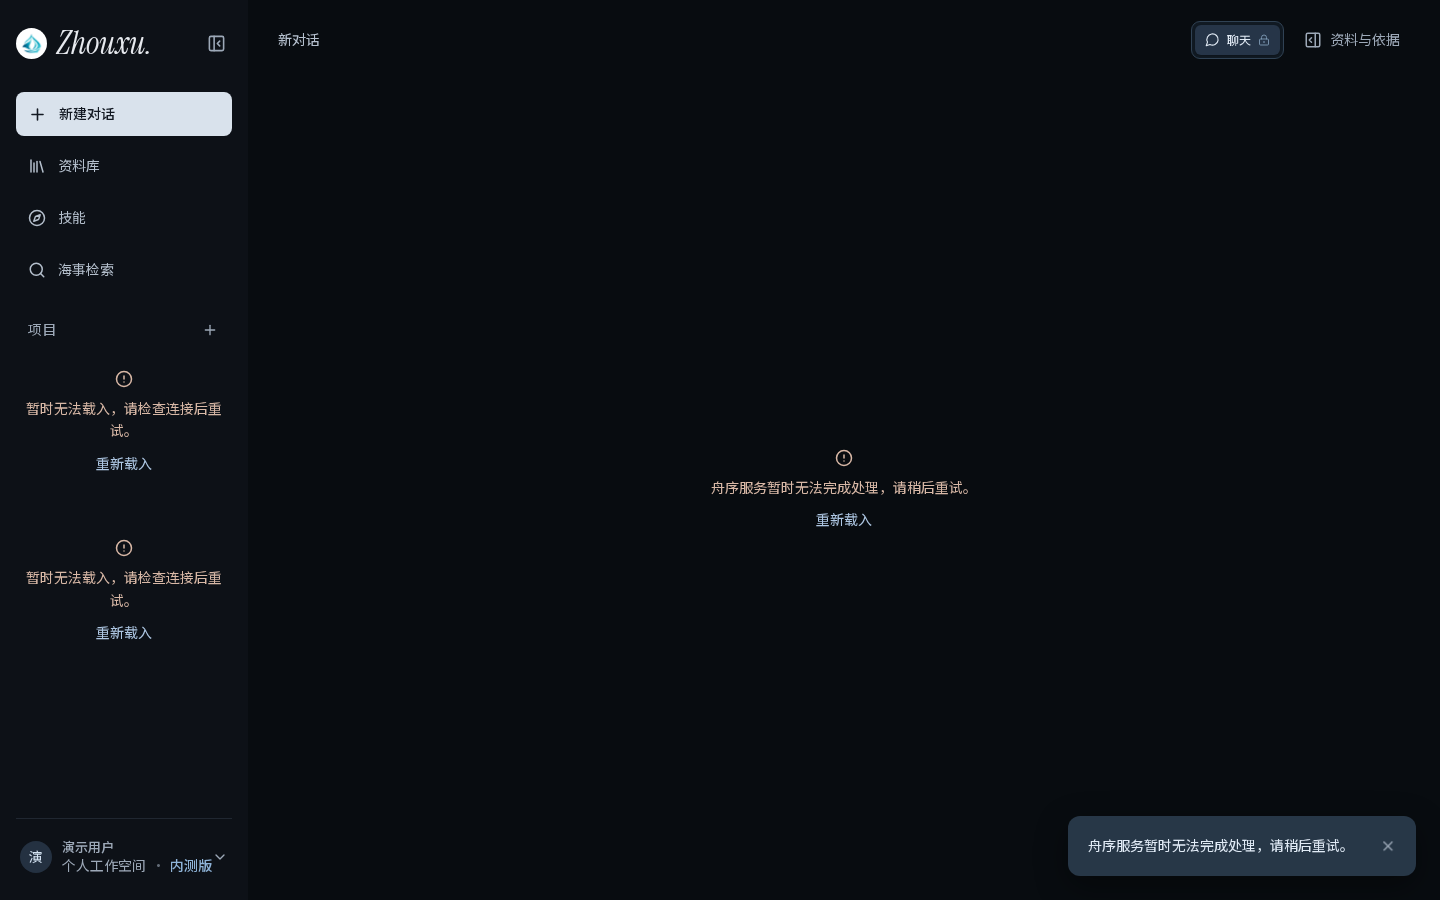 Zhouxu.
新建对话
资料库
技能
海事检索
项目
暂时无法载入，请检查连接后重
试。
重新载入
暂时无法载入，请检查连接后重
试。
重新载入
演
演示用户
个人工作空间 · 内测版
新对话
聊天
资料与依据
舟序服务暂时无法完成处理，请稍后重试。
重新载入
舟序服务暂时无法完成处理，请稍后重试。